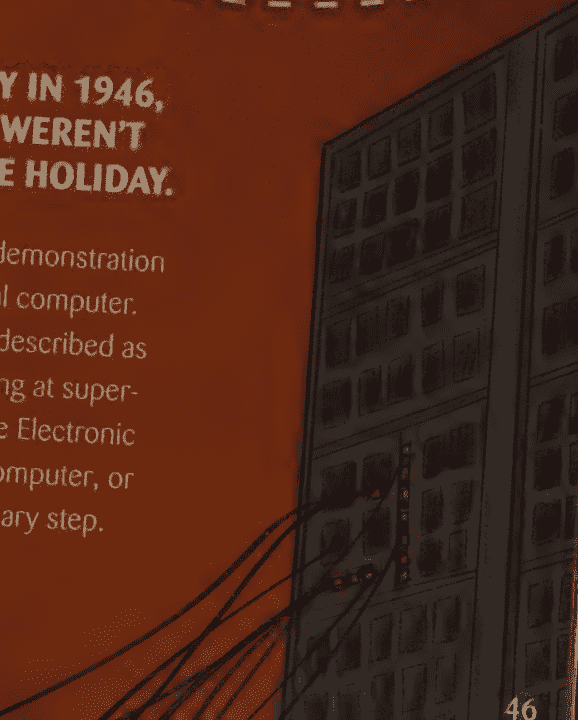 Y IN 1946,
WEREN'T
E HOLIDAY.
demonstration
l computer.
described as
ng at super-
e Electronic
omputer, or
ary step.
46